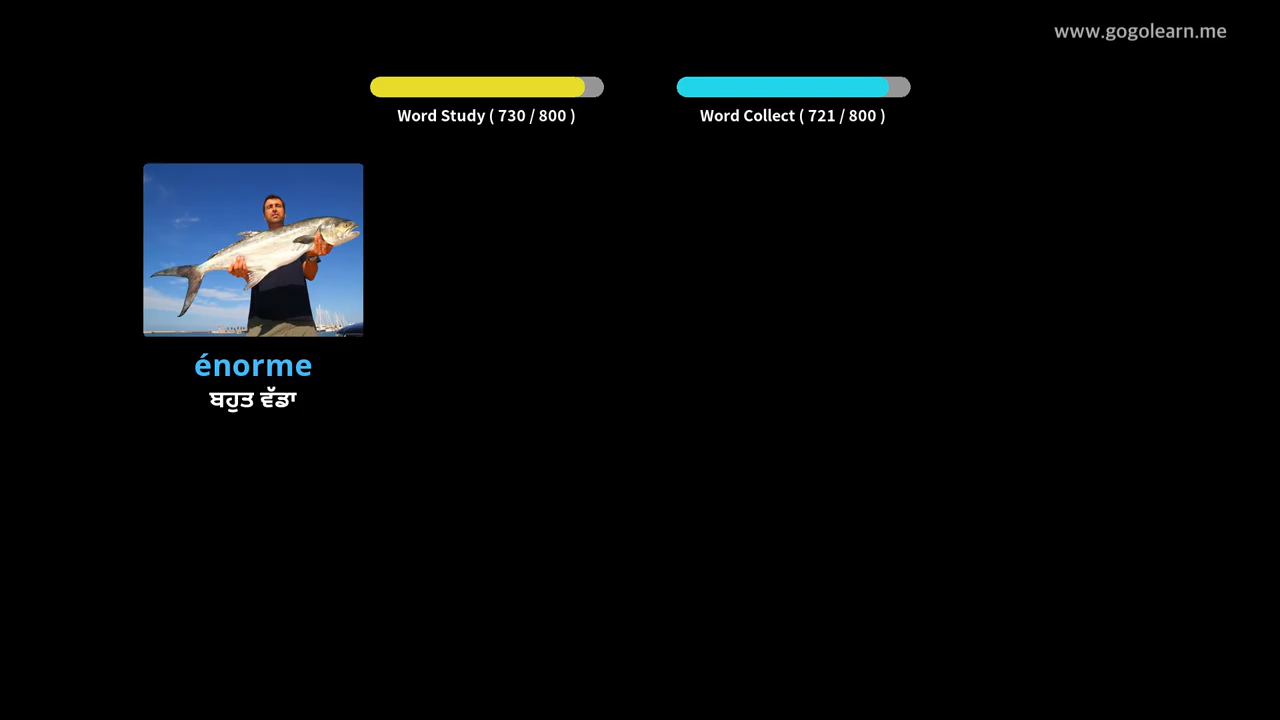 www.gogolearn.me
Word Study ( 730 / 800 )
Word Collect ( 721 / 800 )
énorme
ਬਹੁਤ ਵੱਡਾ